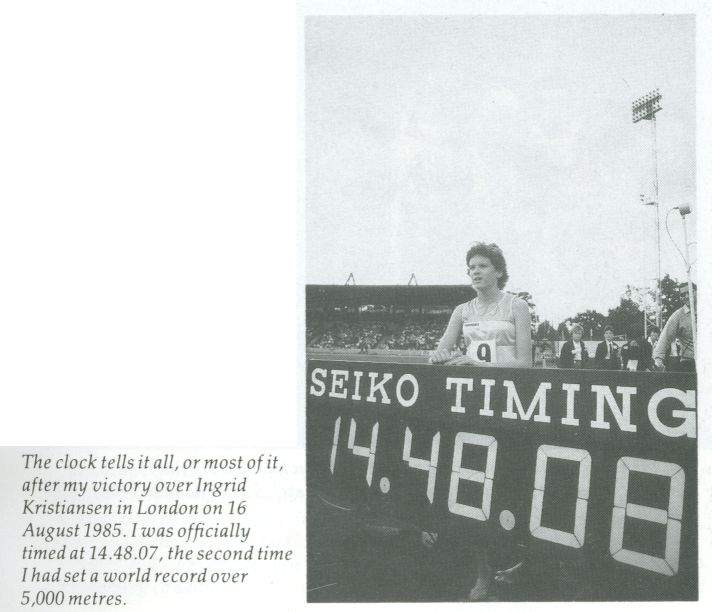 9
SEIKO TIMING
14.48.08
The clock tells it all, or most of it,
after my victory over Ingrid
Kristiansen in London on 16
August 1985. I was officially
timed at 14.48.07, the second time
I had set a world record over
5,000 metres.